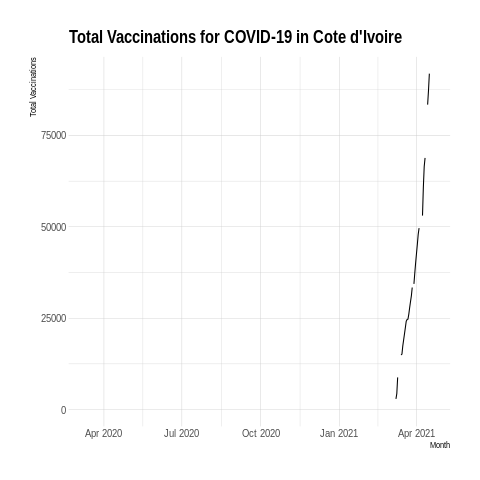 Total Vaccinations for COVID-19 in Cote d'Ivoire
Total Vaccinations
75000
50000
25000
0
Apr 2020 Jul 2020 Oct 2020 Jan 2021 Apr 2021
Month